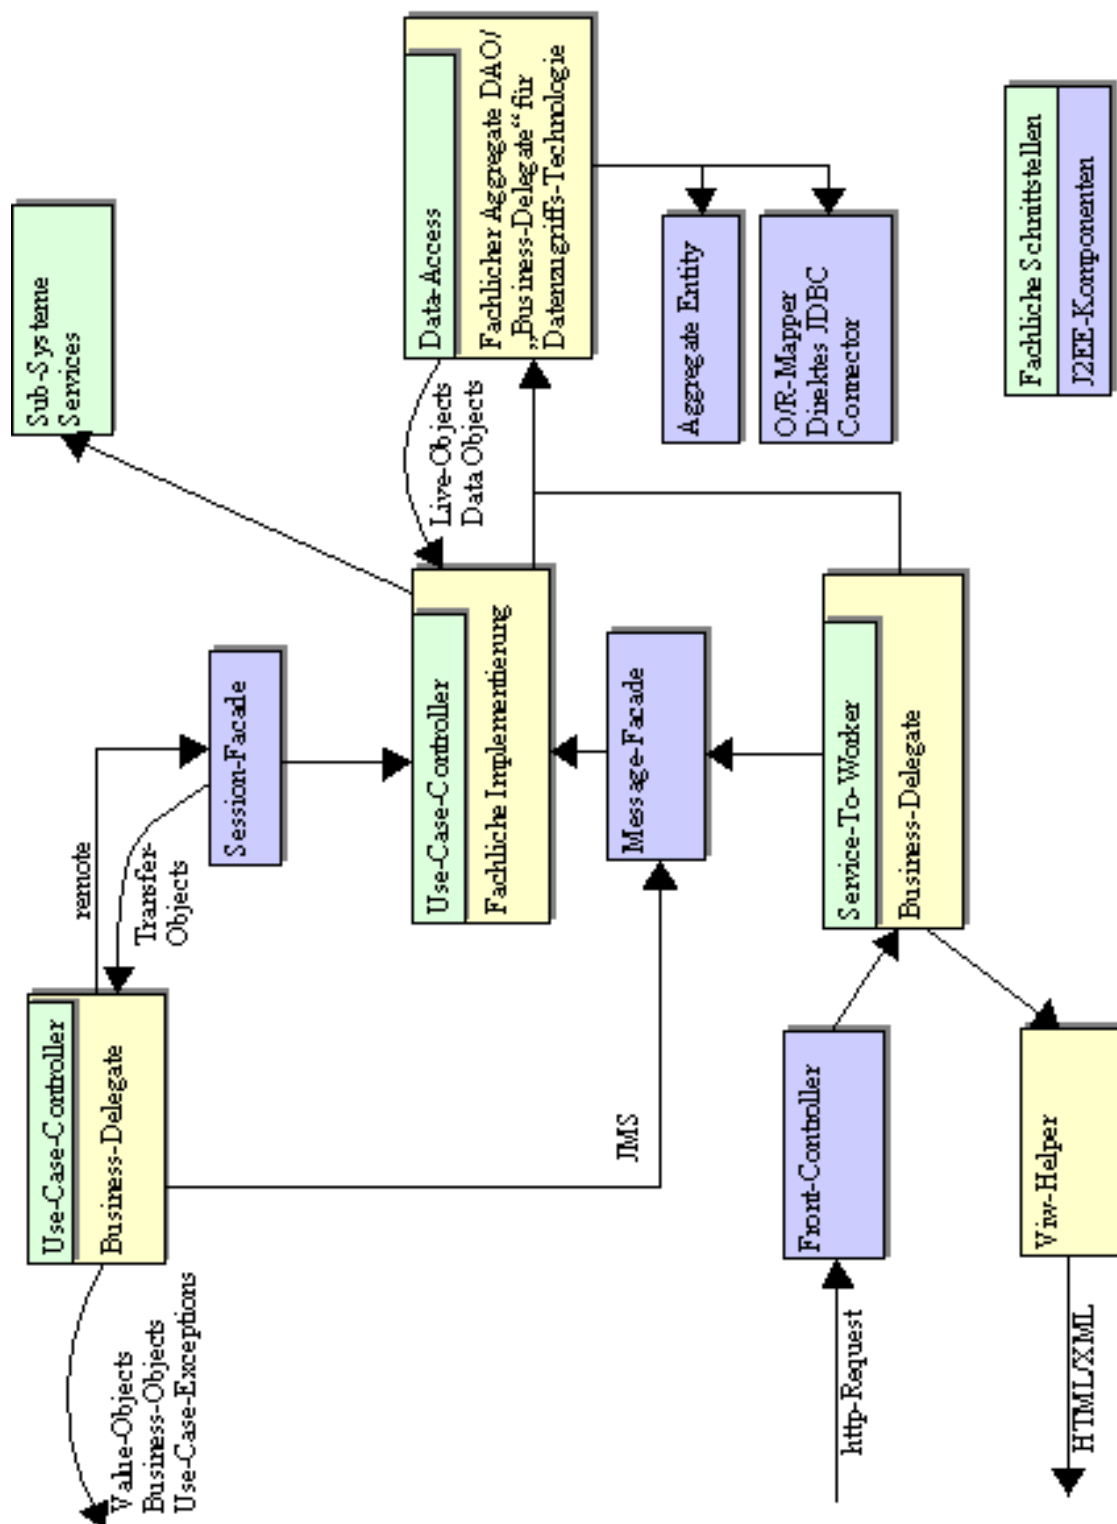 Value-Objects
Business-Objects
Use-Case-Exceptions
Use-Case-Controller
Business-Delegate
remote
Transfer-
Objects
Session-Facade
Sub-Systeme
Services
JMS
Use-Case-Controller
Fachliche Implementierung
Live-Objects
Data Objects
Data-Access
Fachlicher Aggregate DAO/
„Business-Delegate“ für
Datenzugriffs-Technologie
Message-Facade
Aggregate Entity
O/R-Mapper
Direktes JDBC
Connector
http-Request
Front-Controller
Service-To-Worker
Business-Delegate
HTML/XML
Viw-Helper
Fachliche Schnittstellen
J2EE-Komponenten